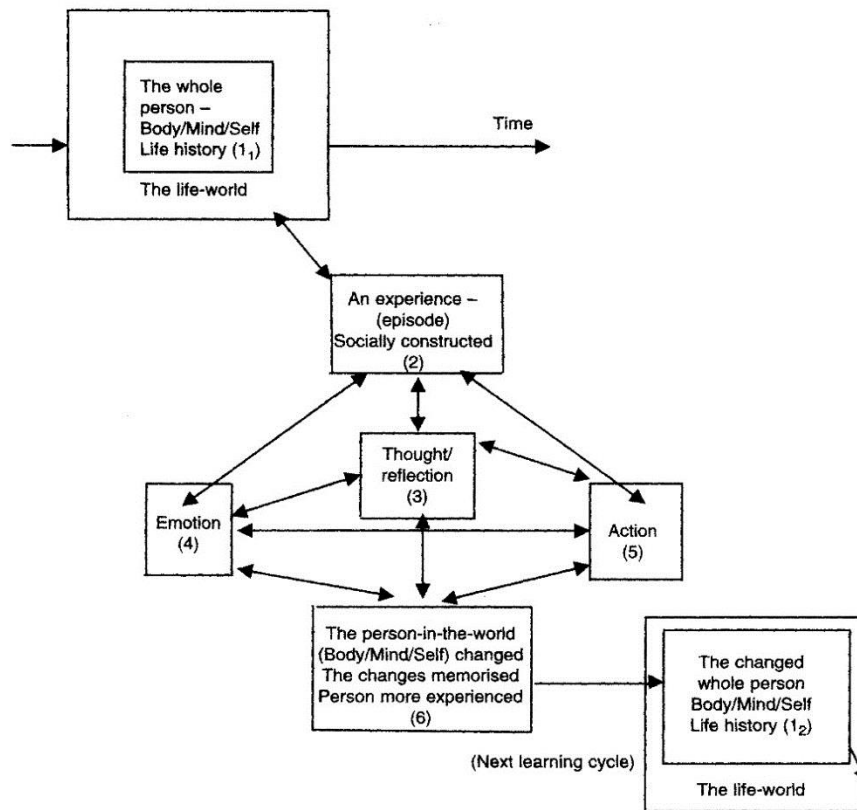 The whole
person –
Body/Mind/Self
Life history (1₁)
The life-world
Time
An experience –
(episode)
Socially constructed
(2)
Thought/
reflection
(3)
Emotion
(4)
Action
(5)
The person-in-the-world
(Body/Mind/Self) changed
The changes memorised
Person more experienced
(6)
The changed
whole person
Body/Mind/Self
Life history (1₂)
(Next learning cycle)
The life-world